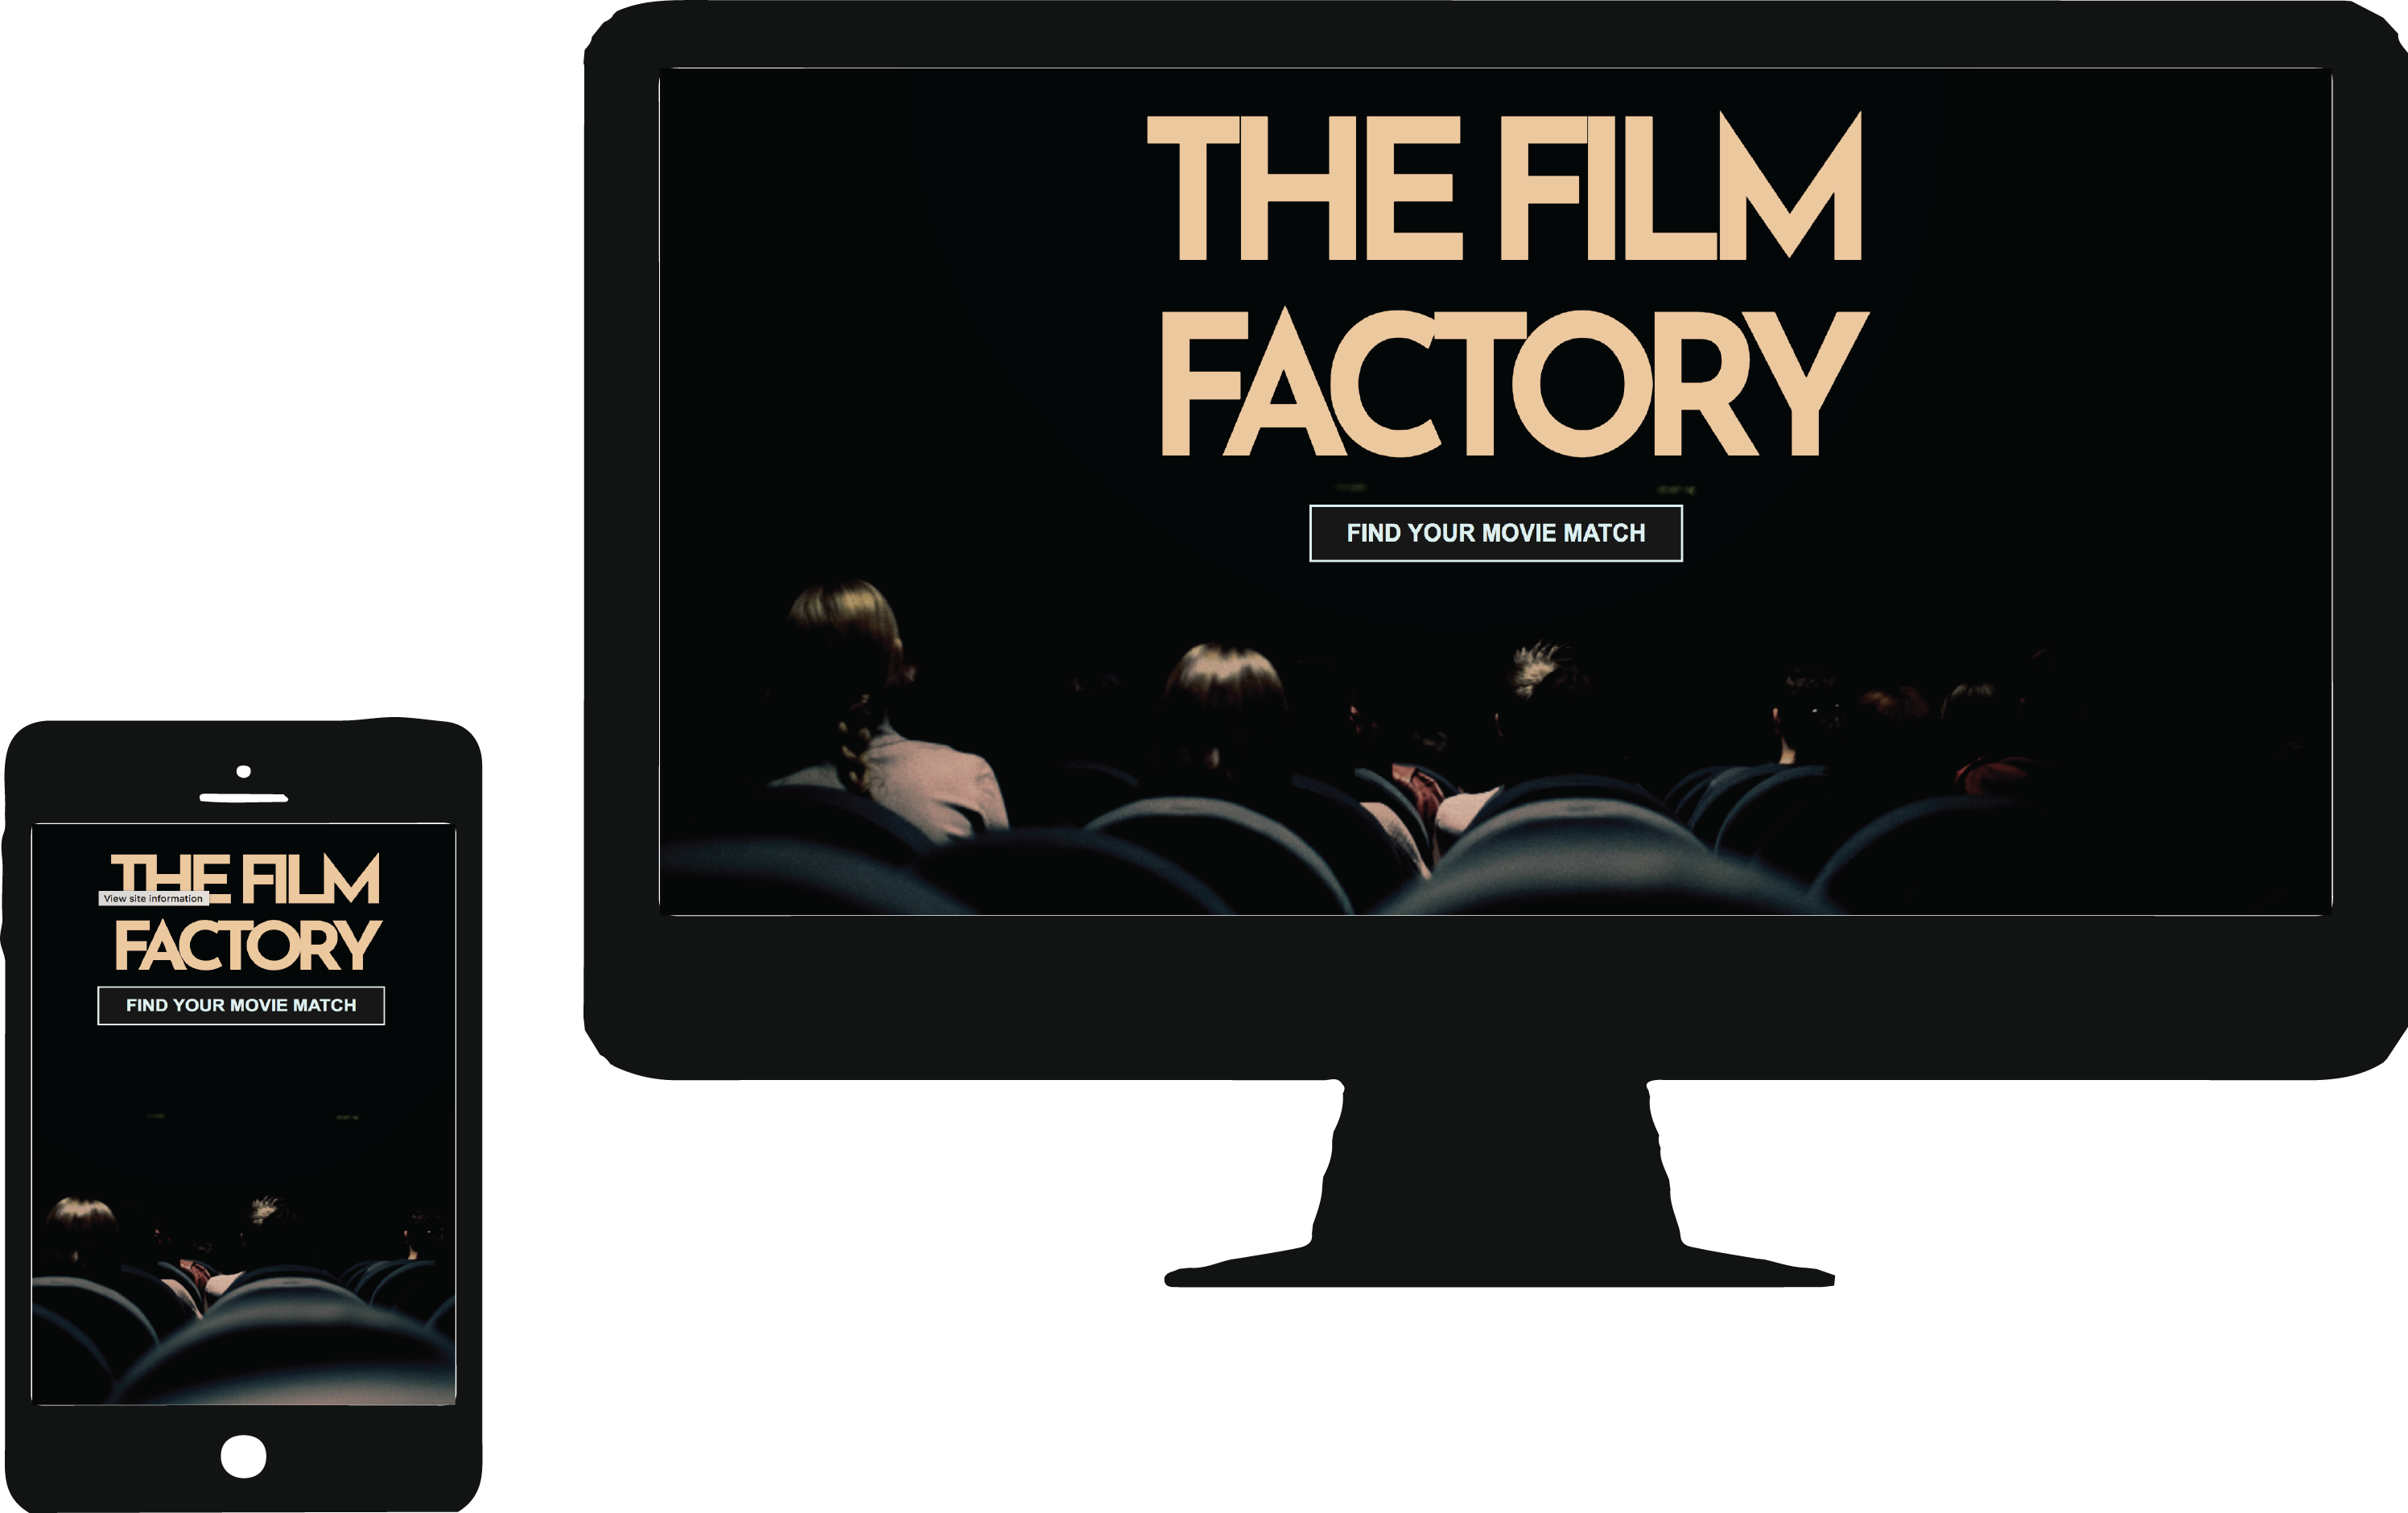 THE FILM
FACTORY
FIND YOUR MOVIE MATCH
THE FILM
View site information
FACTORY
FIND YOUR MOVIE MATCH